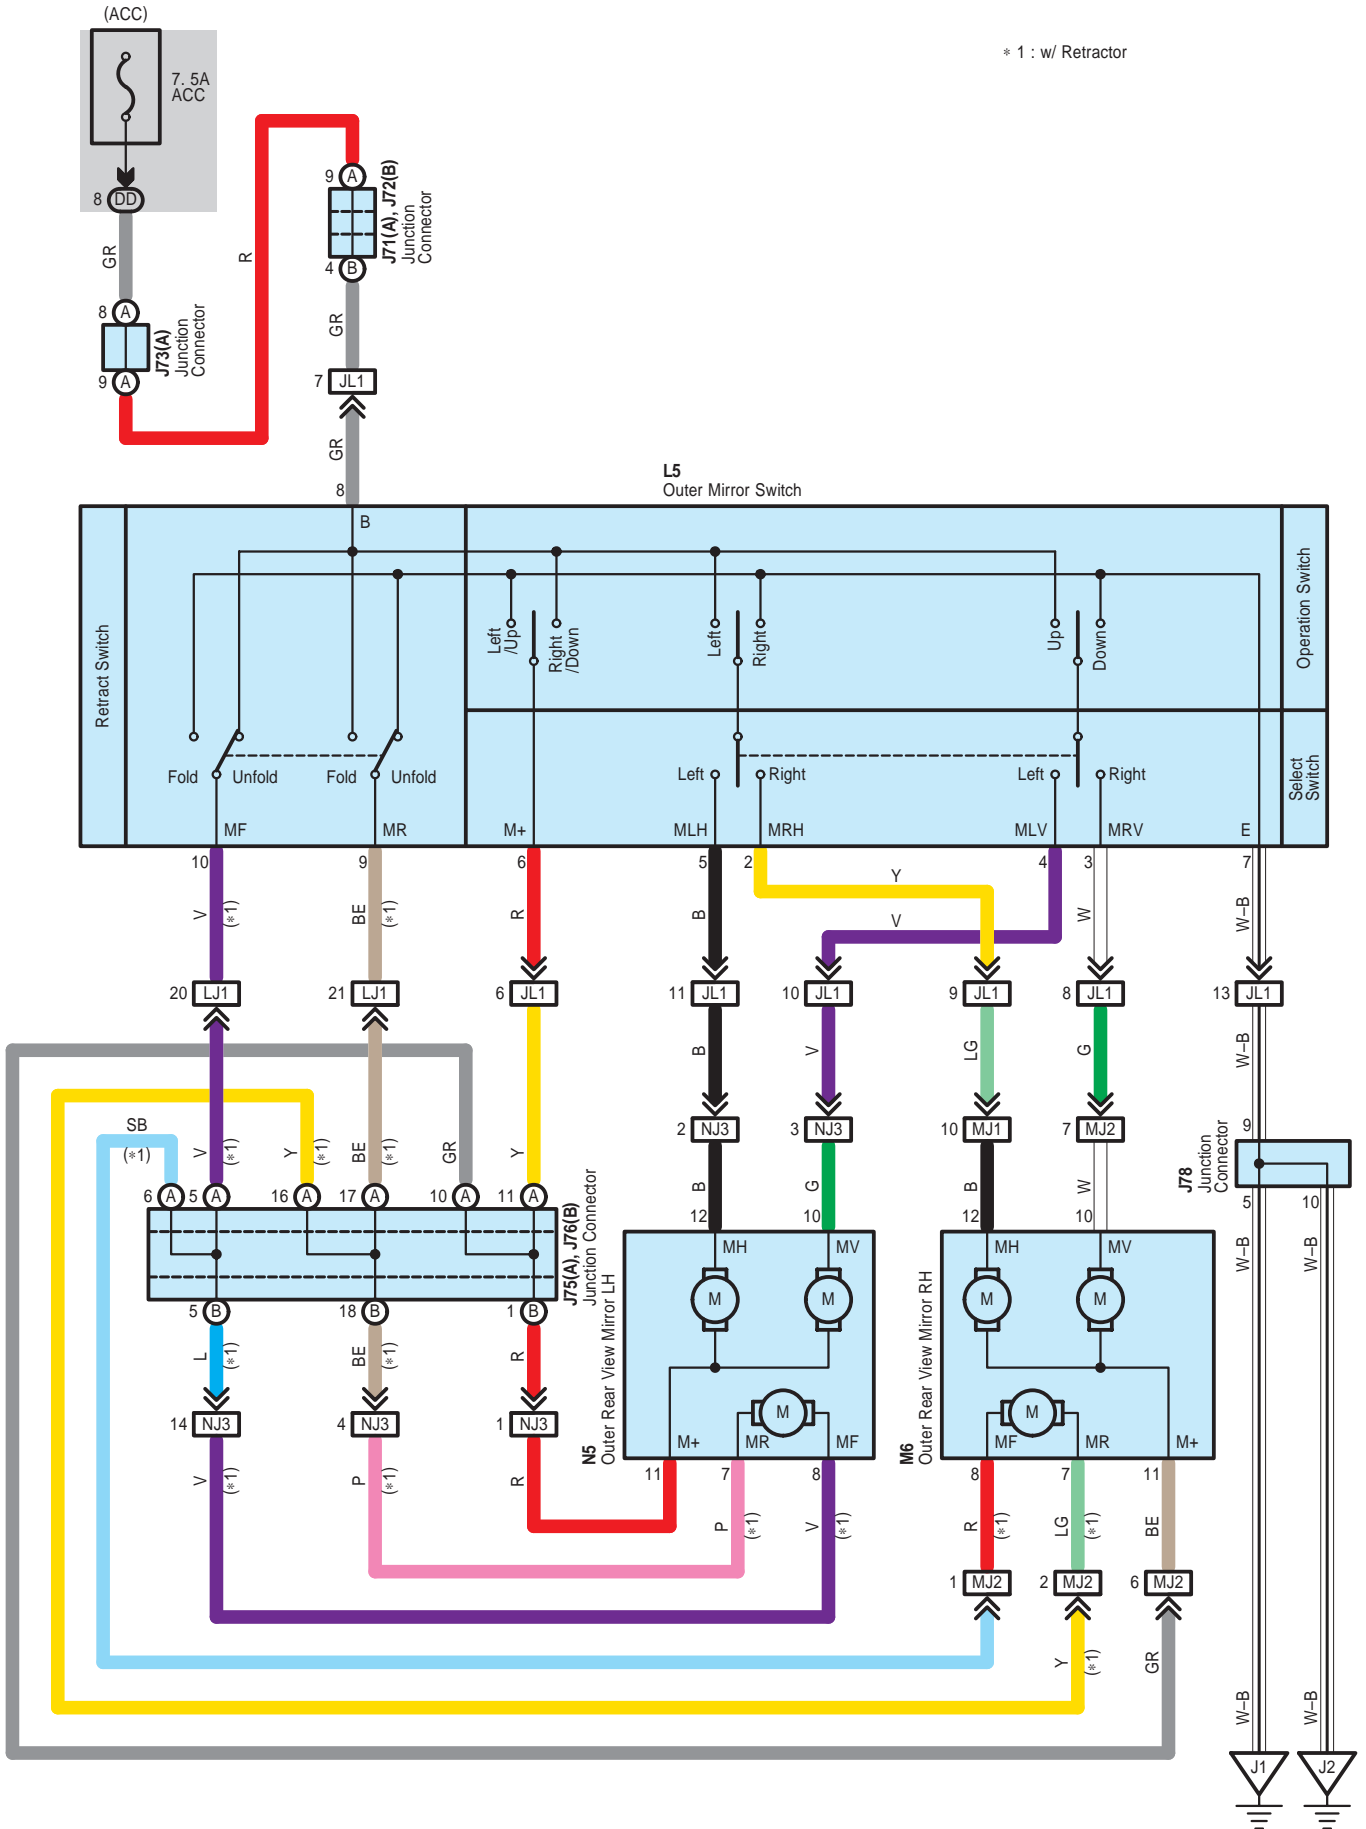 (ACC)
∗ 1 : w/ Retractor
7. 5A
ACC
8 DD
GR
R
9 A
J71(A), J72(B)
Junction
Connector
4 B
8 A
J73(A)
Junction
Connector
9 A
GR
7 JL1
GR
8
L5
Outer Mirror Switch
B
Retract Switch
Operation Switch
Left
/Up
Right
/Down
Left
Right
Up
Down
Select
Switch
Fold
Unfold
Fold
Unfold
Left
Right
Left
Right
MF
MR
M+
MLH
MRH
MLV
MRV
E
10
9
6
5
2
4
3
7
V
(∗1)
BE
(∗1)
R
B
Y
V
W
W–B
20 LJ1
21 LJ1
6 JL1
11 JL1
10 JL1
9 JL1
8 JL1
13 JL1
B
V
LG
G
W–B
SB
(∗1)
V
(∗1)
Y
(∗1)
BE
(∗1)
GR
Y
2 NJ3
3 NJ3
10 MJ1
7 MJ2
9
J78
Junction
Connector
5
10
6 A
5 A
16 A
17 A
10 A
11 A
J75(A), J76(B)
Junction Connector
B
G
B
W
12
10
12
10
W–B
W–B
MH
MV
MH
MV
M
M
M
M
5 B
18 B
1 B
L
(∗1)
BE
(∗1)
R
N5
Outer Rear View Mirror LH
M6
Outer Rear View Mirror RH
M
M
14 NJ3
4 NJ3
1 NJ3
M+
MR
MF
MF
MR
M+
11
7
8
8
7
11
V
(∗1)
P
(∗1)
R
P
(∗1)
V
(∗1)
R
(∗1)
LG
(∗1)
BE
1 MJ2
2 MJ2
6 MJ2
Y
(∗1)
GR
W–B
W–B
J1
J2